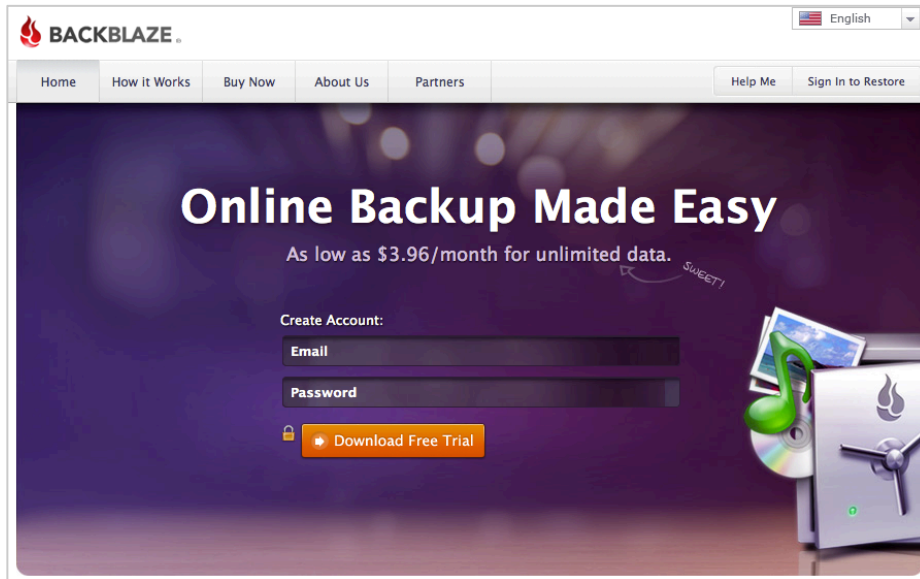 BACKBLAZE
English
Home How it Works Buy Now About Us Partners Help Me Sign In to Restore
Online Backup Made Easy
As low as $3.96/month for unlimited data.
SWEET!
Create Account:
Email
Password
Download Free Trial